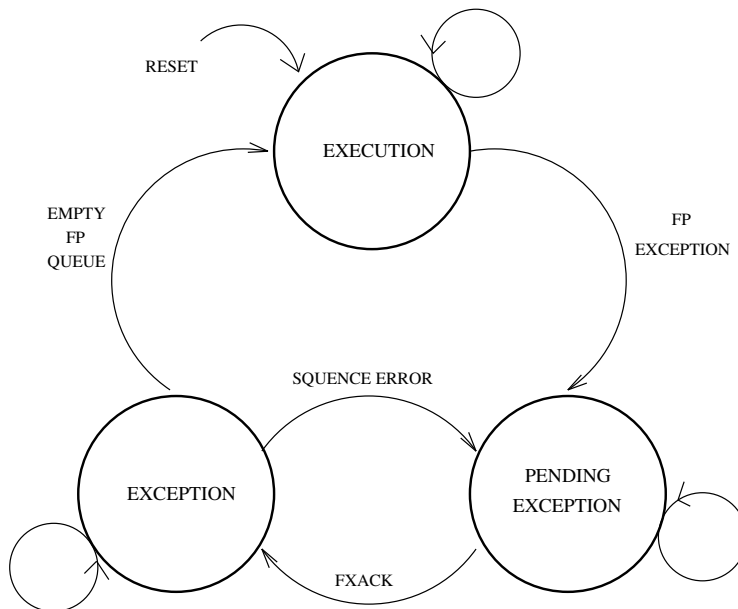 RESET
EXECUTION
EMPTY
FP
QUEUE
FP
EXCEPTION
SQUENCE ERROR
EXCEPTION
PENDING
EXCEPTION
FXACK